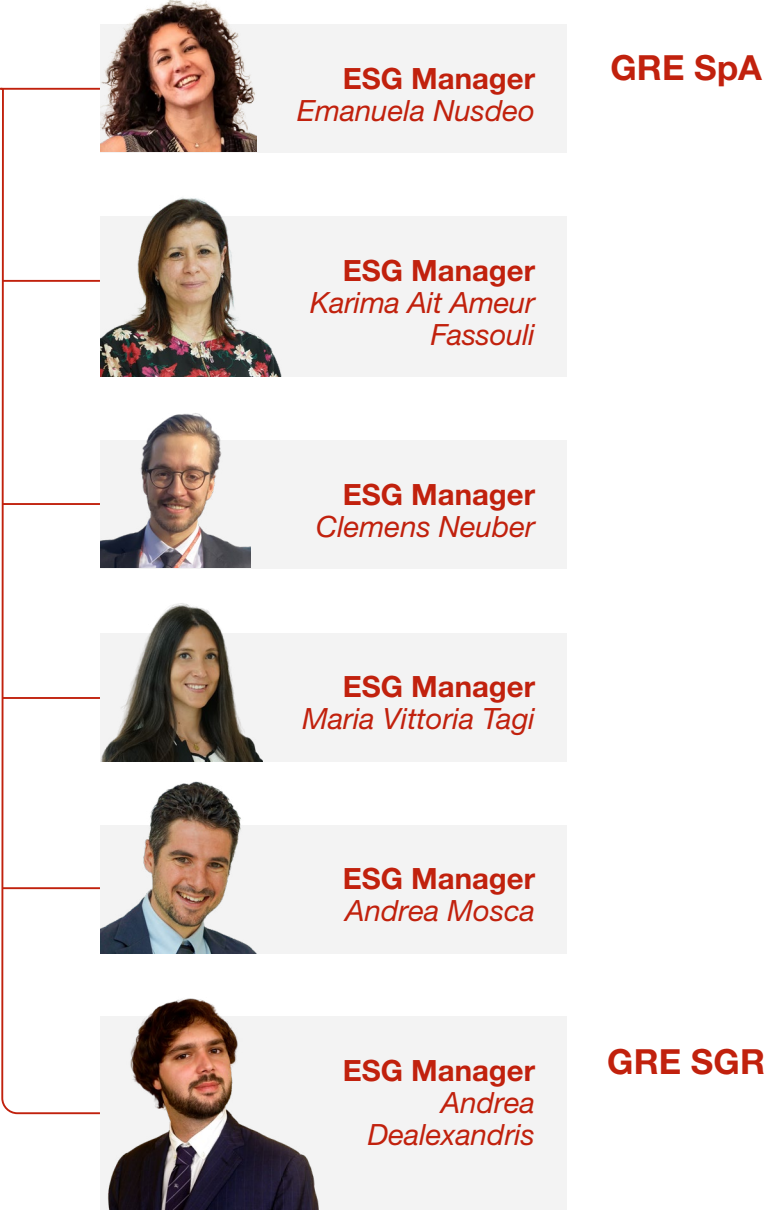 ESG Manager
Emanuela Nusdeo
GRE SpA
ESG Manager
Karima Ait Ameur
Fassouli
ESG Manager
Clemens Neuber
ESG Manager
Maria Vittoria Tagi
ESG Manager
Andrea Mosca
ESG Manager
Andrea
Dealexandris
GRE SGR